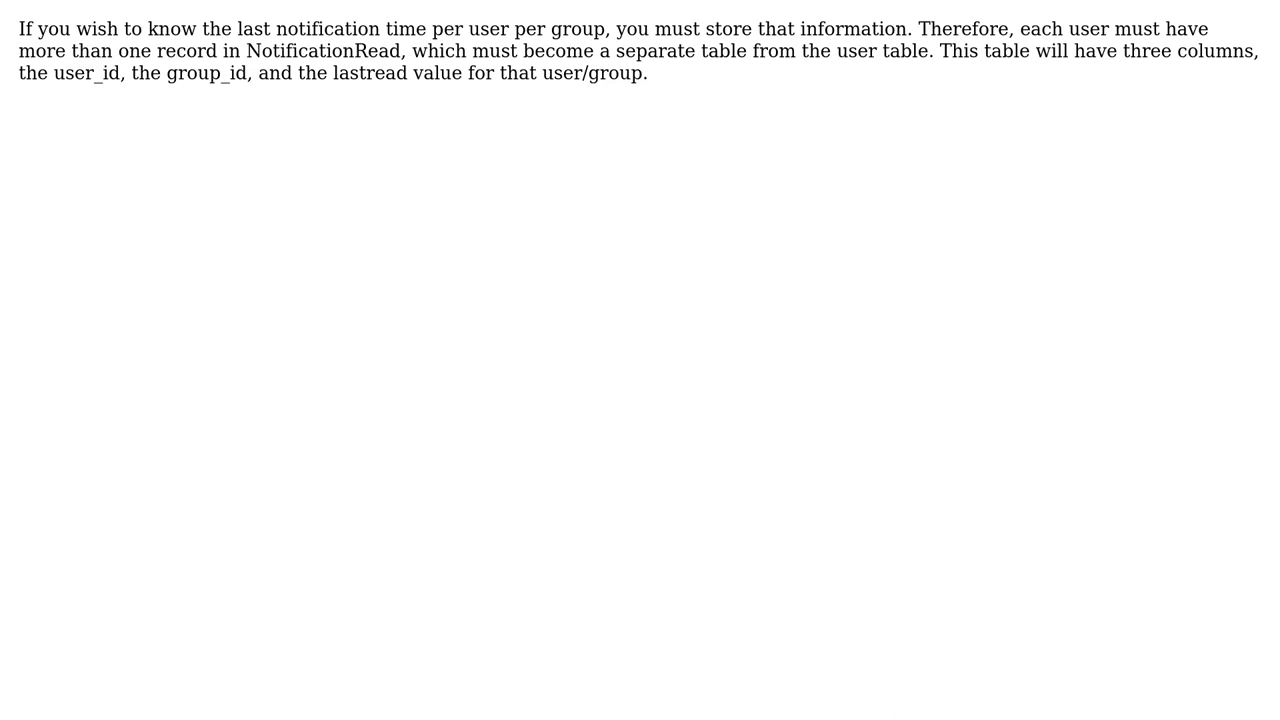 If you wish to know the last notification time per user per group, you must store that information. Therefore, each user must have
more than one record in NotificationRead, which must become a separate table from the user table. This table will have three columns,
the user_id, the group_id, and the lastread value for that user/group.